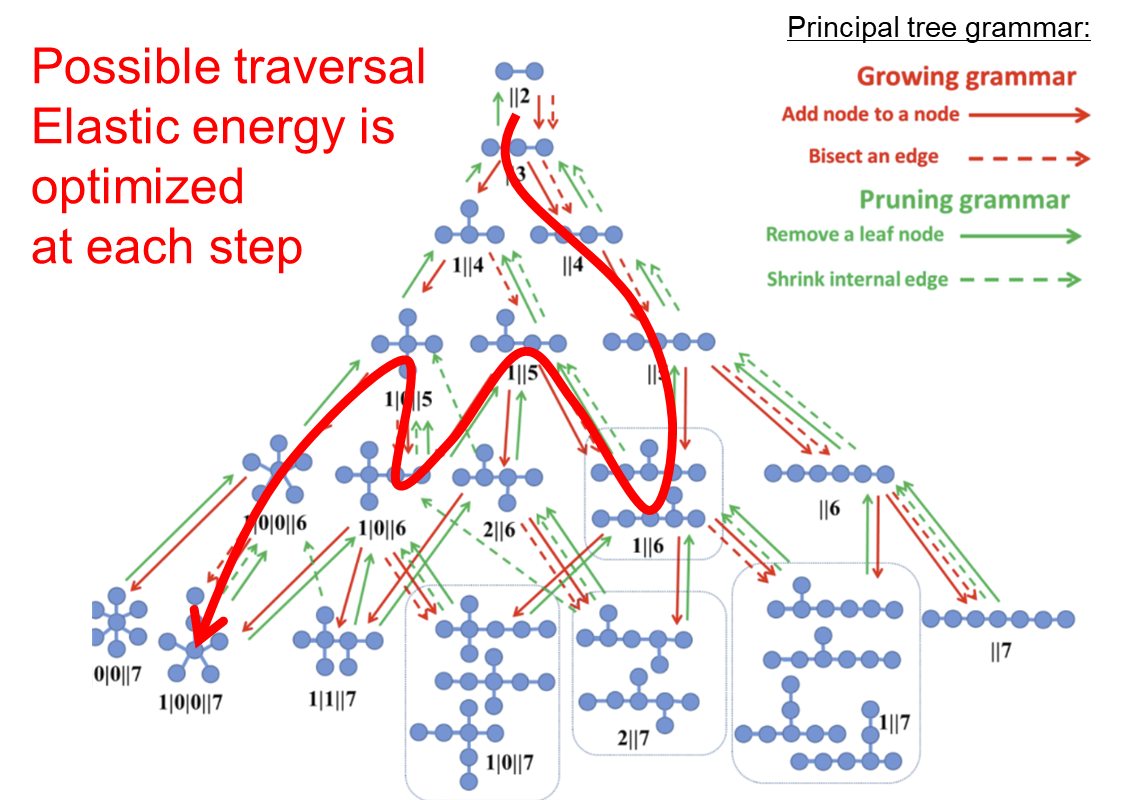 Principal tree grammar:
Possible traversal
Elastic energy is
optimized
at each step
Growing grammar
Add node to a node
Bisect an edge
Pruning grammar
Remove a leaf node
Shrink internal edge
||2
||3
1||4
||4
1|0||5
1||5
||5
1|0|0||6
1|0||6
2||6
1||6
||6
0|0||7
1|0|0||7
1|1||7
1|0||7
2||7
1||7
||7